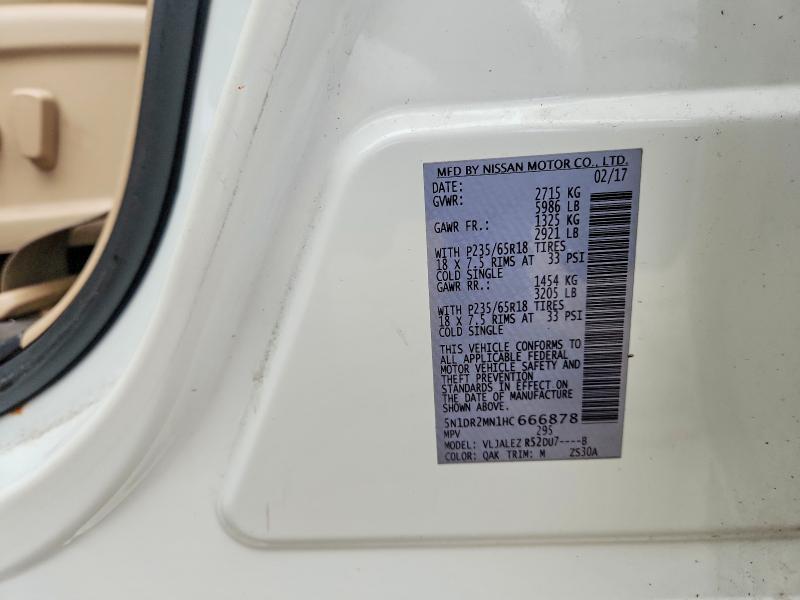 MFD BY NISSAN MOTOR CO., LTD.
DATE: 02/17
GVWR: 2715 KG
5986 LB
GAWR FR.: 1325 KG
2921 LB
WITH P235/65R18 TIRES
18 X 7.5 RIMS AT 33 PSI
COLD SINGLE
GAWR RR.: 1454 KG
3205 LB
WITH P235/65R18 TIRES
18 X 7.5 RIMS AT 33 PSI
COLD SINGLE
THIS VEHICLE CONFORMS TO
ALL APPLICABLE FEDERAL
MOTOR VEHICLE SAFETY AND
THEFT PREVENTION
STANDARDS IN EFFECT ON
THE DATE OF MANUFACTURE
SHOWN ABOVE.
5N1DR2MN1HC666878
MPV 295
MODEL: VLJALEZ R52DU7----B
COLOR: QAK TRIM: M ZS30A